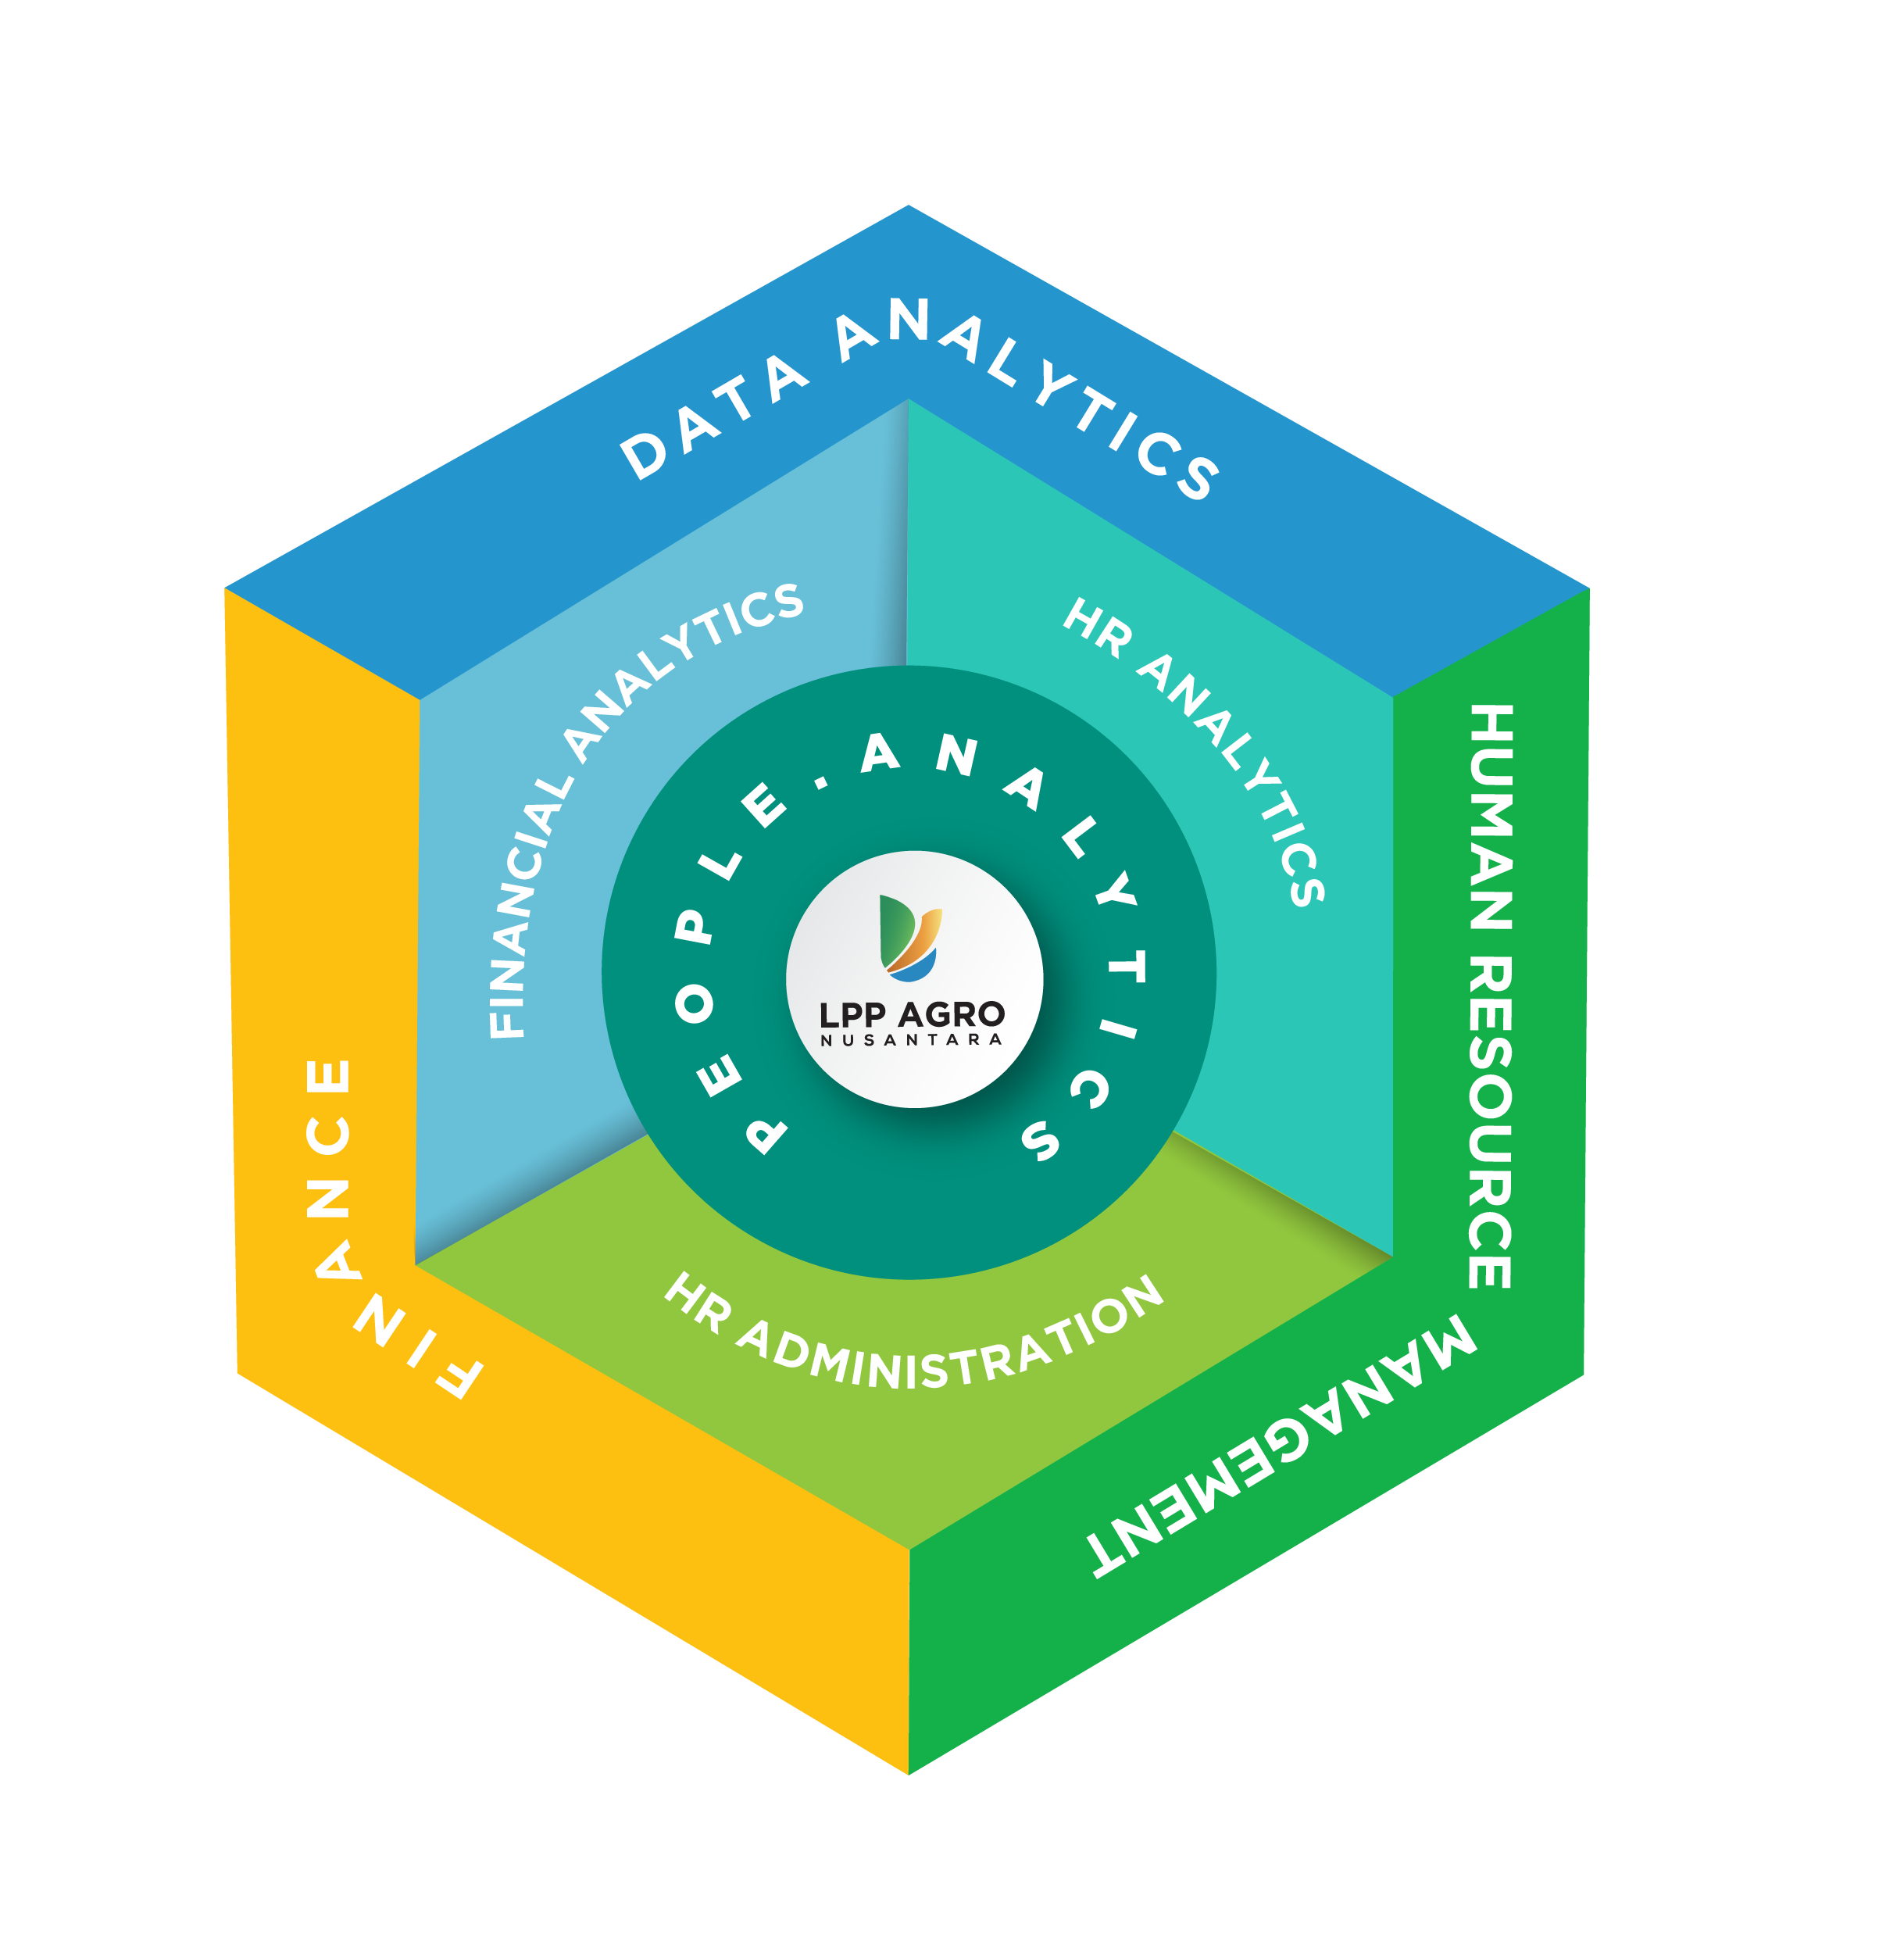 DATA ANALYTICS
HUMAN RESOURCE
MANAGEMENT
FINANCE
FINANCIAL ANALYTICS
HR ANALYTICS
HR ADMINISTRATION
PEOPLE.ANALYTICS
LPP AGRO
NUSANTARA